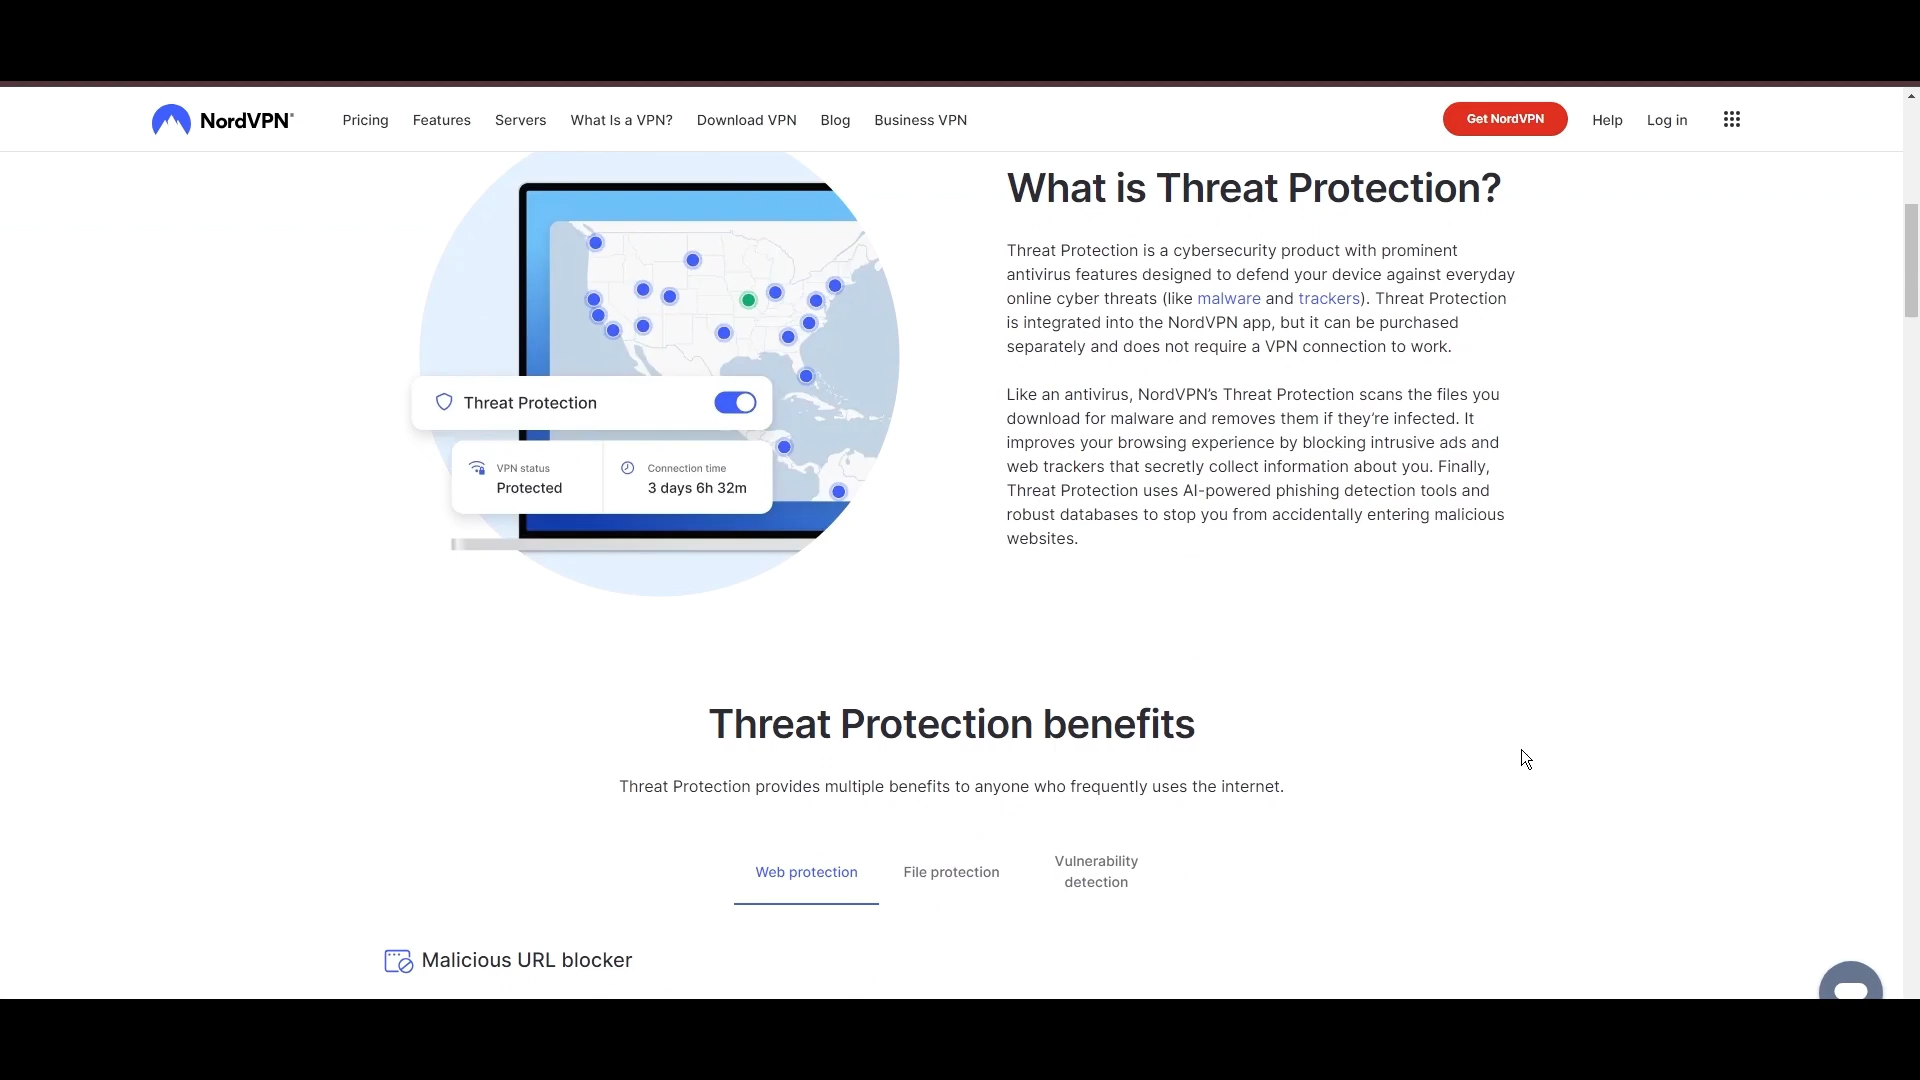 NordVPN®
Pricing
Features
Servers
What Is a VPN?
Download VPN
Blog
Business VPN
Get NordVPN
Help
Log in
What is Threat Protection?
Threat Protection is a cybersecurity product with prominent
antivirus features designed to defend your device against everyday
online cyber threats (like malware and trackers). Threat Protection
is integrated into the NordVPN app, but it can be purchased
separately and does not require a VPN connection to work.
Like an antivirus, NordVPN’s Threat Protection scans the files you
download for malware and removes them if they’re infected. It
improves your browsing experience by blocking intrusive ads and
web trackers that secretly collect information about you. Finally,
Threat Protection uses AI-powered phishing detection tools and
robust databases to stop you from accidentally entering malicious
websites.
Threat Protection
VPN status
Protected
Connection time
3 days 6h 32m
Threat Protection benefits
Threat Protection provides multiple benefits to anyone who frequently uses the internet.
Web protection
File protection
Vulnerability
detection
Malicious URL blocker